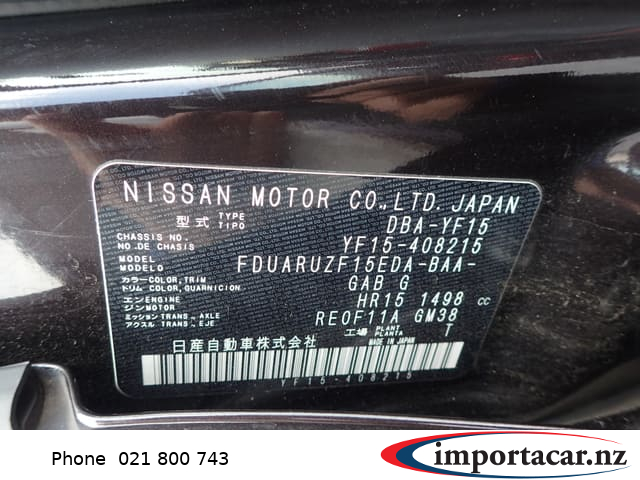 NISSAN MOTOR CO.,LTD. JAPAN
型式 TYPE TIPO DBA-YF15
CHASSIS NO. NO. DE CHASIS YF15-408215
MODEL MODELO FDUARUZF15EDA-BAA-
カラー COLOR, TRIM トリム COLOR, GUARNICION GAB G
エンジン ENGINE ジン MOTOR HR15 1498 cc
ミッション TRANS., AXLE アクスル TRANS., EJE RE0F11A GM38
工場 PLANT PLANTA T
日産自動車株式会社 MADE IN JAPAN
YF15-408215
Phone 021 800 743
importacar.nz